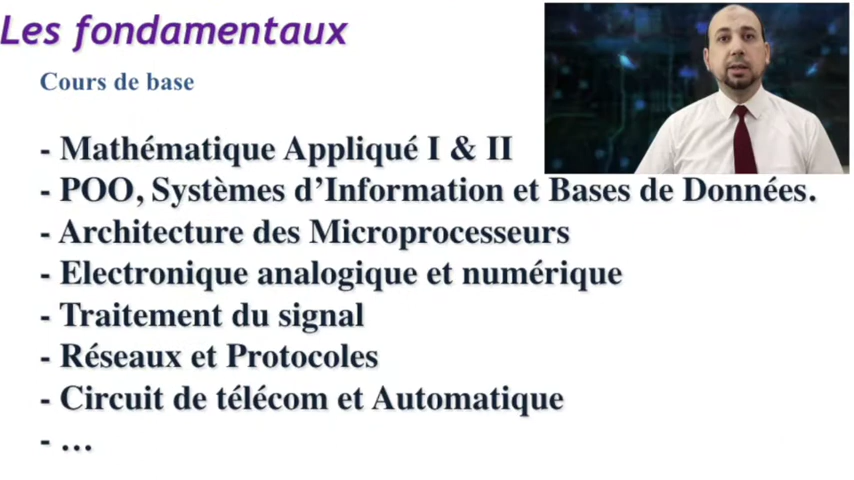 Les fondamentaux
Cours de base
- Mathématique Appliqué I & II
- POO, Systèmes d’Information et Bases de Données.
- Architecture des Microprocesseurs
- Electronique analogique et numérique
- Traitement du signal
- Réseaux et Protocoles
- Circuit de télécom et Automatique
- …